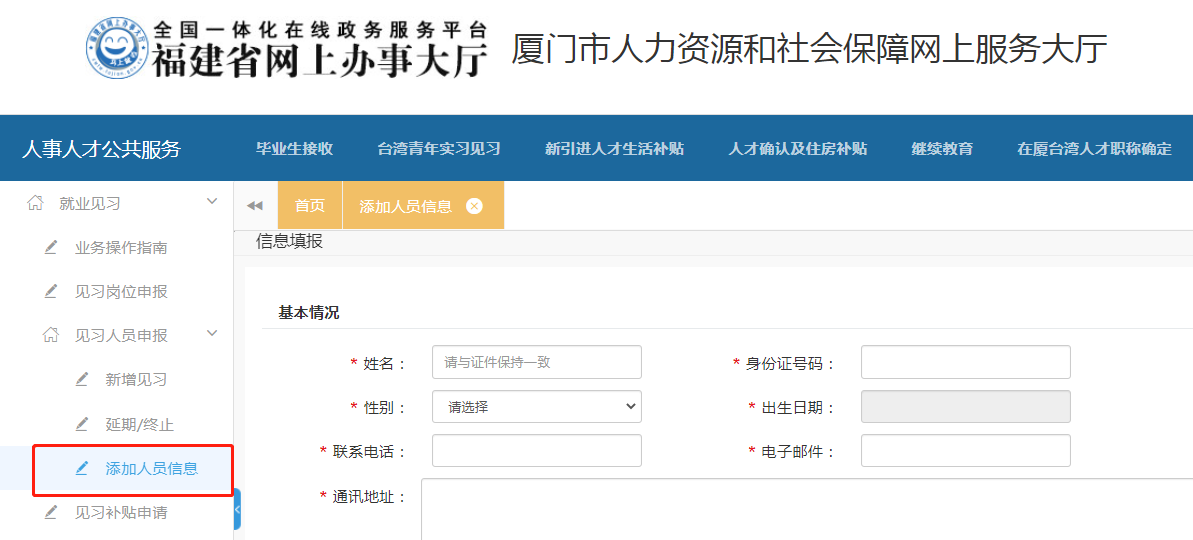 全国一体化在线政务服务平台
福建省网上办事大厅
厦门市人力资源和社会保障网上服务大厅
人事人才公共服务 毕业生接收 台湾青年实习见习 新引进人才生活补贴 人才确认及住房补贴 继续教育 在厦台湾人才职称确定
就业见习
业务操作指南
见习岗位申报
见习人员申报
新增见习
延期/终止
添加人员信息
见习补贴申请
首页 添加人员信息
信息填报
基本情况
* 姓名： 请与证件保持一致 * 身份证号码：
* 性别： 请选择 * 出生日期：
* 联系电话： * 电子邮件：
* 通讯地址：